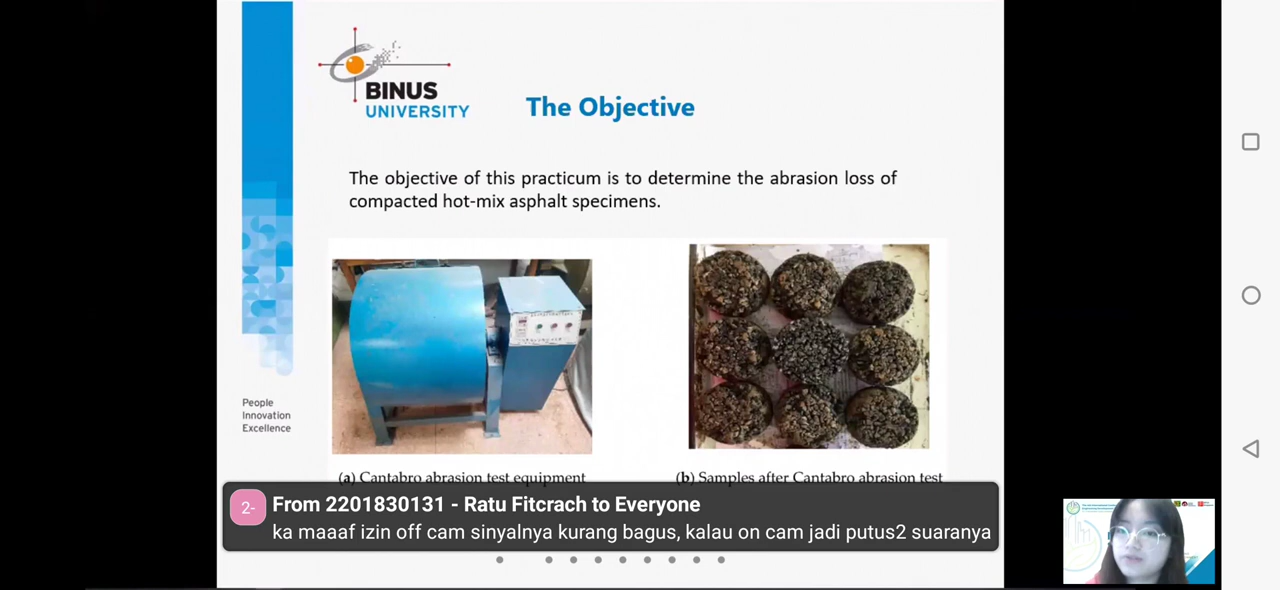 BINUS
UNIVERSITY
The Objective
The objective of this practicum is to determine the abrasion loss of
compacted hot-mix asphalt specimens.
People
Innovation
Excellence
(a) Cantabro abrasion test equipment
(b) Samples after Cantabro abrasion test
2-
From 2201830131 - Ratu Fitcrach to Everyone
ka maaaf izin off cam sinyalnya kurang bagus, kalau on cam jadi putus2 suaranya